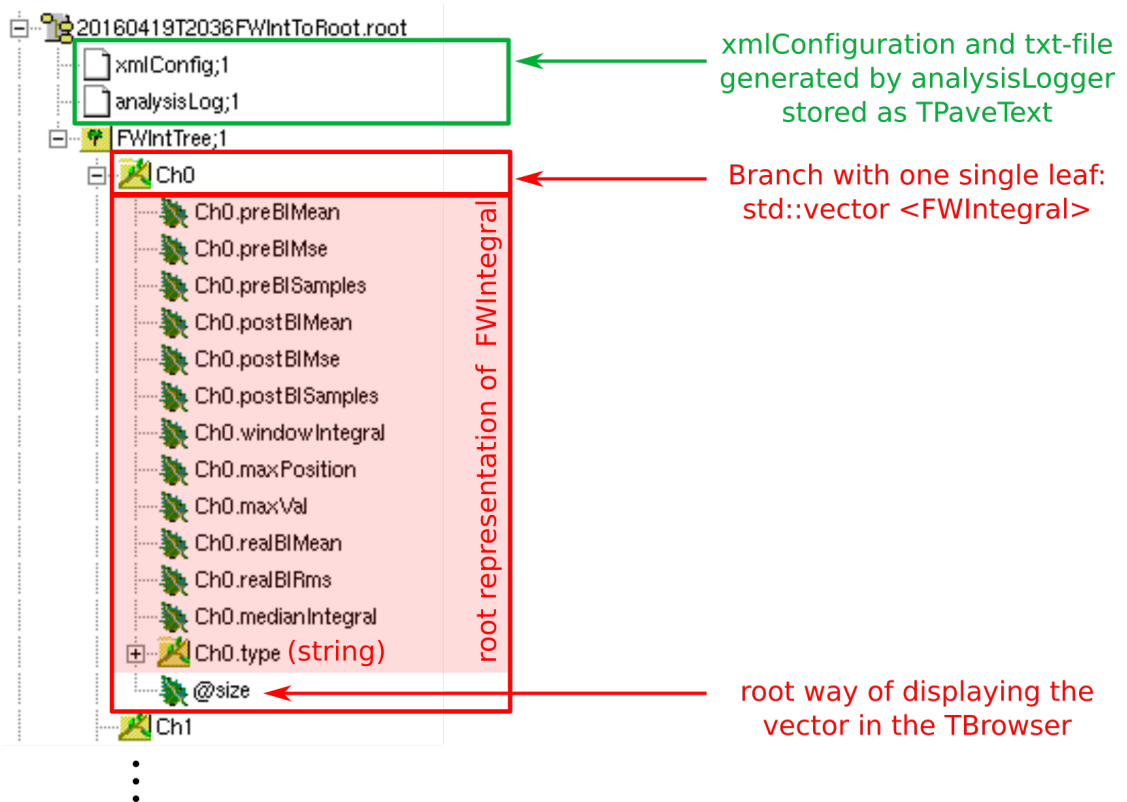 20160419T2036FWIntToRoot.root
xmlConfig;1
analysisLog;1
xmlConfiguration and txt-file
generated by analysisLogger
stored as TPaveText
FWIntTree;1
Ch0
Branch with one single leaf:
std::vector <FWIntegral>
Ch0.preBlMean
Ch0.preBlMse
Ch0.preBlSamples
Ch0.postBlMean
Ch0.postBlMse
Ch0.postBlSamples
Ch0.windowIntegral
Ch0.maxPosition
Ch0.maxVal
Ch0.realBlMean
Ch0.realBlRms
Ch0.medianIntegral
Ch0.type (string)
root representation of FWIntegral
@size
root way of displaying the
vector in the TBrowser
Ch1